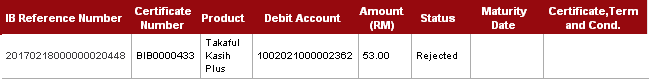 IB Reference Number Certificate Number Product Debit Account Amount (RM) Status Maturity Date Certificate,Term and Cond.
20170218000000020448 BIB0000433 Takaful Kasih Plus 1002021000002362 53.00 Rejected